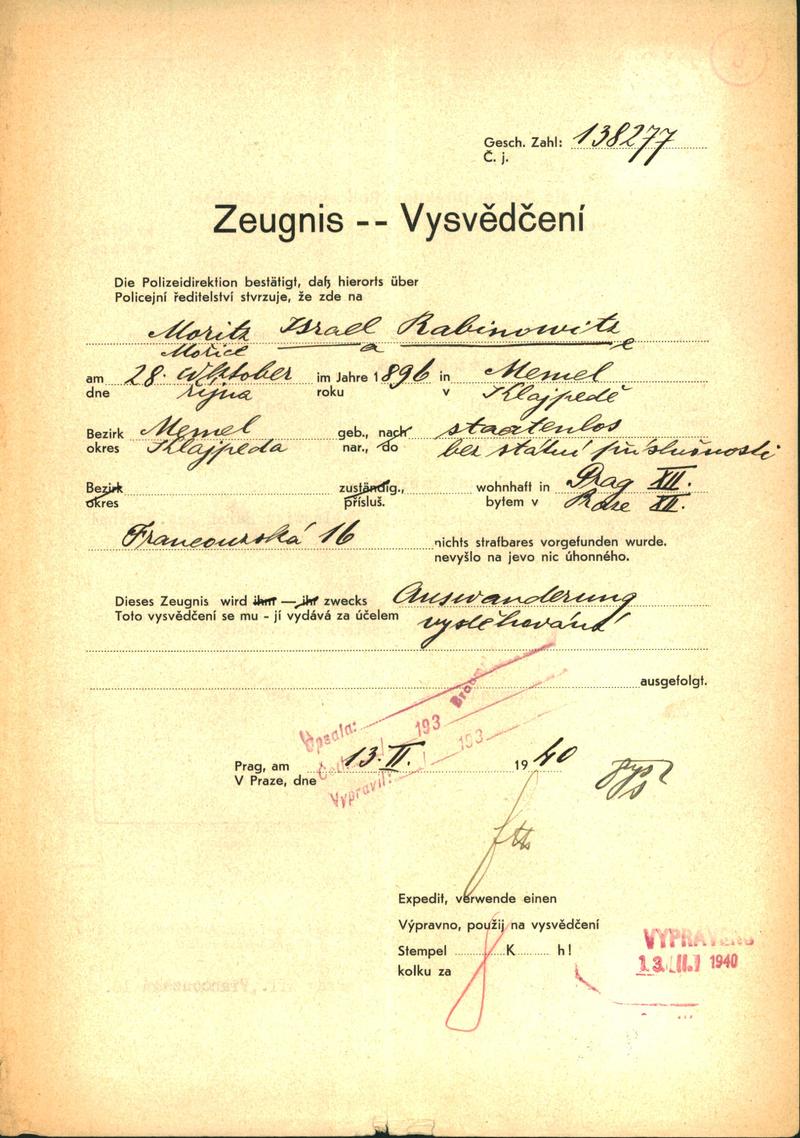 Gesch. Zahl: 138277
Č. j.
Zeugnis -- Vysvědčení
Die Polizeidirektion bestätigt, daß hierorts über
Policejní ředitelství stvrzuje, že zde na
Moritz Israel Rabinowitz
Mořice a e
am 28. Oktober im Jahre 1896 in Memel
dne října roku v Klajpedě
Bezirk Memel geb., nach staatenlos
okres Klajpeda nar., do bez státní příslušnosti
Bezirk zuständig., wohnhaft in Prag XII.
okres přísluš. bytem v Praze XII.
Francouzská 16 nichts strafbares vorgefunden wurde.
nevyšlo na jevo nic úhonného.
Dieses Zeugnis wird ihm — ihr zwecks Auswanderung
Toto vysvědčení se mu - jí vydává za účelem vystěhování
ausgefolgt.
Opsala: 193
193
Vypravil:
Prag, am 13. II. 1940
V Praze, dne
Expedit, verwende einen
Výpravno, použij na vysvědčení
Stempel K h!
kolku za
VYPRAVENO
13. II. 1940